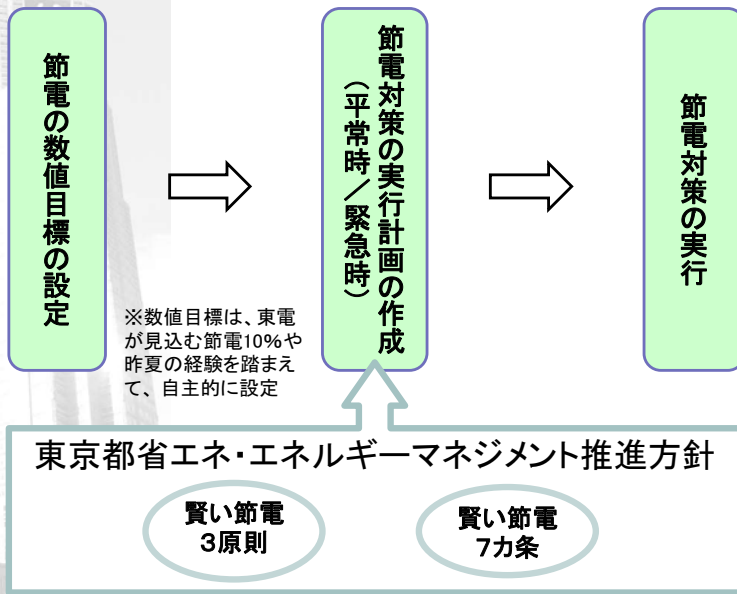 節電の数値目標の設定
節電対策の実行計画の作成
（平常時／緊急時）
節電対策の実行
※数値目標は、東電
が見込む節電10%や
昨夏の経験を踏まえ
て、自主的に設定
東京都省エネ・エネルギーマネジメント推進方針
賢い節電
３原則
賢い節電
７カ条